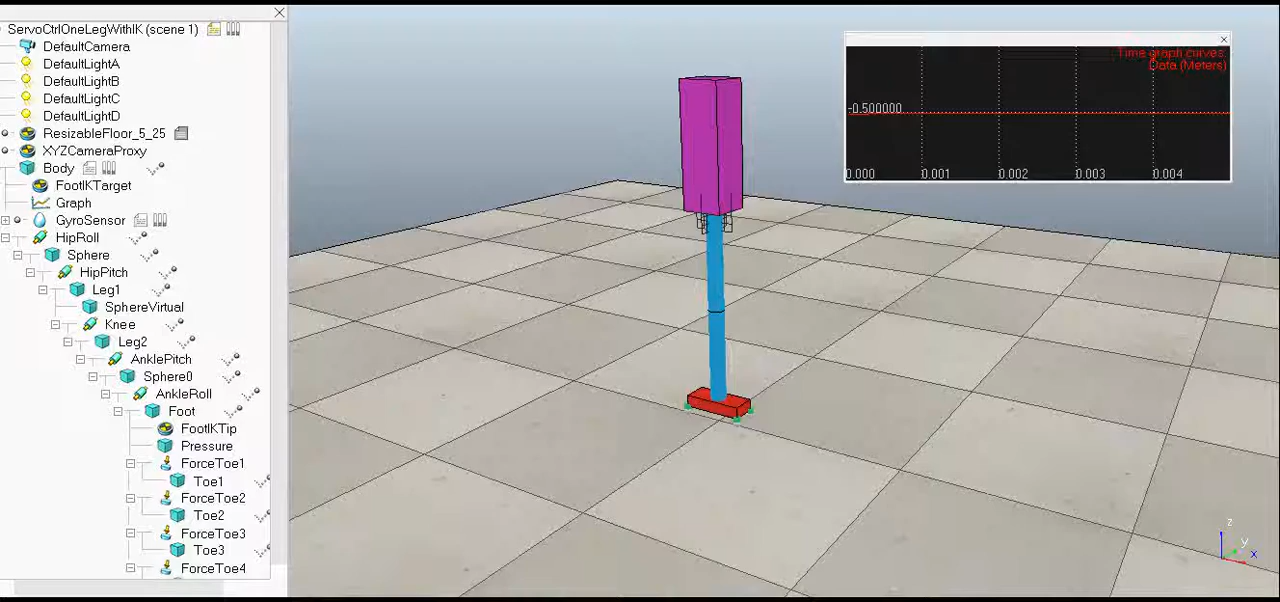 ServoCtrlOneLegWithIK (scene 1)
DefaultCamera
DefaultLightA
DefaultLightB
DefaultLightC
DefaultLightD
ResizableFloor_5_25
XYZCameraProxy
Body
FootIKTarget
Graph
GyroSensor
HipRoll
Sphere
HipPitch
Leg1
SphereVirtual
Knee
Leg2
AnklePitch
Sphere0
AnkleRoll
Foot
FootIKTip
Pressure
ForceToe1
Toe1
ForceToe2
Toe2
ForceToe3
Toe3
ForceToe4
Time graph curves:
Data (Meters)
-0.500000
0.000 0.001 0.002 0.003 0.004
z
y
x